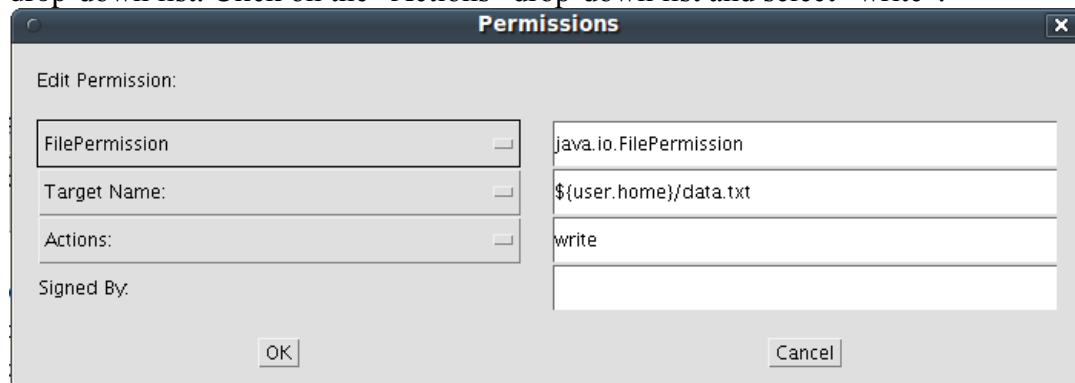 drop-down list. Click on the "Actions" drop-down list and select "write".
Permissions
Edit Permission:
FilePermission
java.io.FilePermission
Target Name:
${user.home}/data.txt
Actions:
write
Signed By:
OK
Cancel